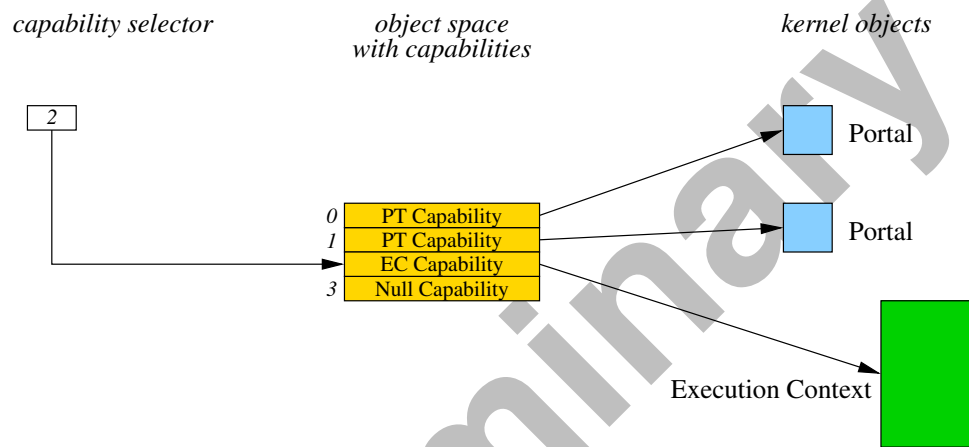 capability selector
object space
with capabilities
kernel objects
2
Portal
0 PT Capability
1 PT Capability
Portal
EC Capability
3 Null Capability
Execution Context
minary